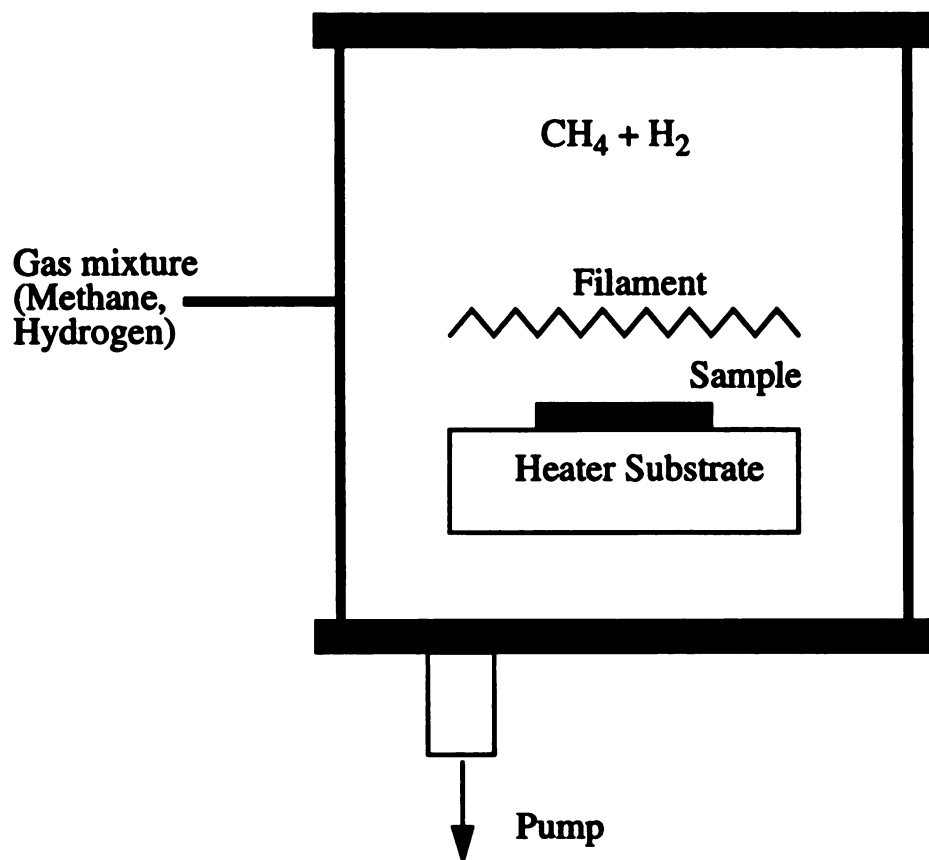 CH₄ + H₂
Gas mixture
(Methane,
Hydrogen)
Filament
Sample
Heater Substrate
Pump